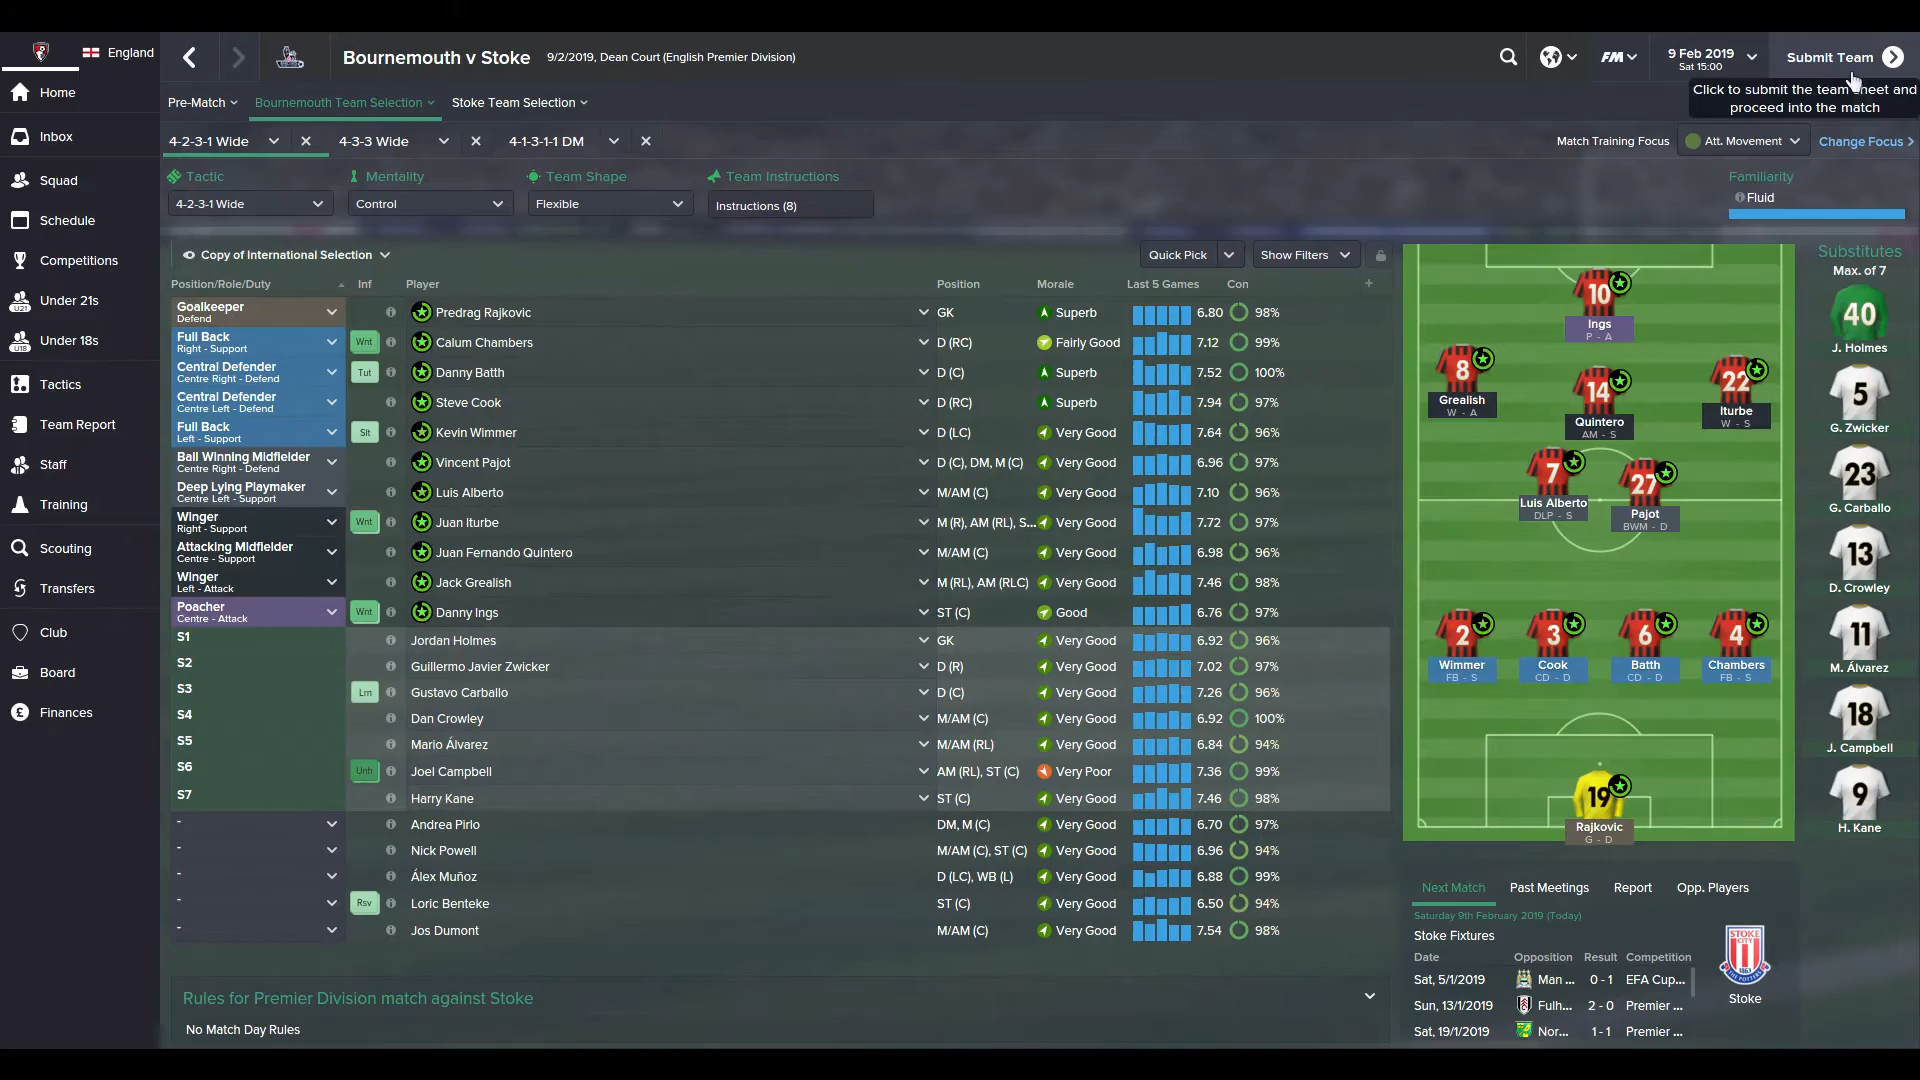 England
Bournemouth v Stoke 9/2/2019, Dean Court (English Premier Division)
FM
9 Feb 2019
Sat 15:00
Submit Team
Click to submit the team sheet and
proceed into the match
Home
Inbox
Squad
Schedule
Competitions
Under 21s
Under 18s
Tactics
Team Report
Staff
Training
Scouting
Transfers
Club
Board
Finances
Pre-Match Bournemouth Team Selection Stoke Team Selection
4-2-3-1 Wide 4-3-3 Wide 4-1-3-1-1 DM
Match Training Focus Att. Movement Change Focus >
Tactic Mentality Team Shape Team Instructions
4-2-3-1 Wide Control Flexible Instructions (8)
Familiarity
Fluid
Copy of International Selection Quick Pick Show Filters
Position/Role/Duty Inf Player Position Morale Last 5 Games Con
Goalkeeper
Defend
Predrag Rajkovic GK Superb 6.80 98%
Full Back
Right - Support
Wnt Calum Chambers D (RC) Fairly Good 7.12 99%
Central Defender
Centre Right - Defend
Tut Danny Batth D (C) Superb 7.52 100%
Central Defender
Centre Left - Defend
Steve Cook D (RC) Superb 7.94 97%
Full Back
Left - Support
Slt Kevin Wimmer D (LC) Very Good 7.64 96%
Ball Winning Midfielder
Centre Right - Defend
Vincent Pajot D (C), DM, M (C) Very Good 6.96 97%
Deep Lying Playmaker
Centre Left - Support
Luis Alberto M/AM (C) Very Good 7.10 96%
Winger
Right - Support
Wnt Juan Iturbe M (R), AM (RL), S... Very Good 7.72 97%
Attacking Midfielder
Centre - Support
Juan Fernando Quintero M/AM (C) Very Good 6.98 96%
Winger
Left - Attack
Jack Grealish M (RL), AM (RLC) Very Good 7.46 98%
Poacher
Centre - Attack
Wnt Danny Ings ST (C) Good 6.76 97%
S1 Jordan Holmes GK Very Good 6.92 96%
S2 Guillermo Javier Zwicker D (R) Very Good 7.02 97%
S3 Lrn Gustavo Carballo D (C) Very Good 7.26 96%
S4 Dan Crowley M/AM (C) Very Good 6.92 100%
S5 Mario Álvarez M/AM (RL) Very Good 6.84 94%
S6 Unh Joel Campbell AM (RL), ST (C) Very Poor 7.36 99%
S7 Harry Kane ST (C) Very Good 7.46 98%
- Andrea Pirlo DM, M (C) Very Good 6.70 97%
- Nick Powell M/AM (C), ST (C) Very Good 6.96 94%
- Álex Muñoz D (LC), WB (L) Very Good 6.88 99%
- Rsv Loric Benteke ST (C) Very Good 6.50 94%
- Jos Dumont M/AM (C) Very Good 7.54 98%
Rules for Premier Division match against Stoke
No Match Day Rules
10
Ings
P - A
8
Grealish
W - A
14
Quintero
AM - S
22
Iturbe
W - S
7
Luis Alberto
DLP - S
27
Pajot
BWM - D
2
Wimmer
FB - S
3
Cook
CD - D
6
Batth
CD - D
4
Chambers
FB - S
19
Rajkovic
G - D
Substitutes
Max. of 7
40
J. Holmes
5
G. Zwicker
23
G. Carballo
13
D. Crowley
11
M. Álvarez
18
J. Campbell
9
H. Kane
Next Match Past Meetings Report Opp. Players
Saturday 9th February 2019 (Today)
Stoke Fixtures
Date Opposition Result Competition
Sat, 5/1/2019 Man ... 0 - 1 EFA Cup...
Sun, 13/1/2019 Fulh... 2 - 0 Premier ...
Sat, 19/1/2019 Nor... 1 - 1 Premier ...
STOKE
CITY
Stoke